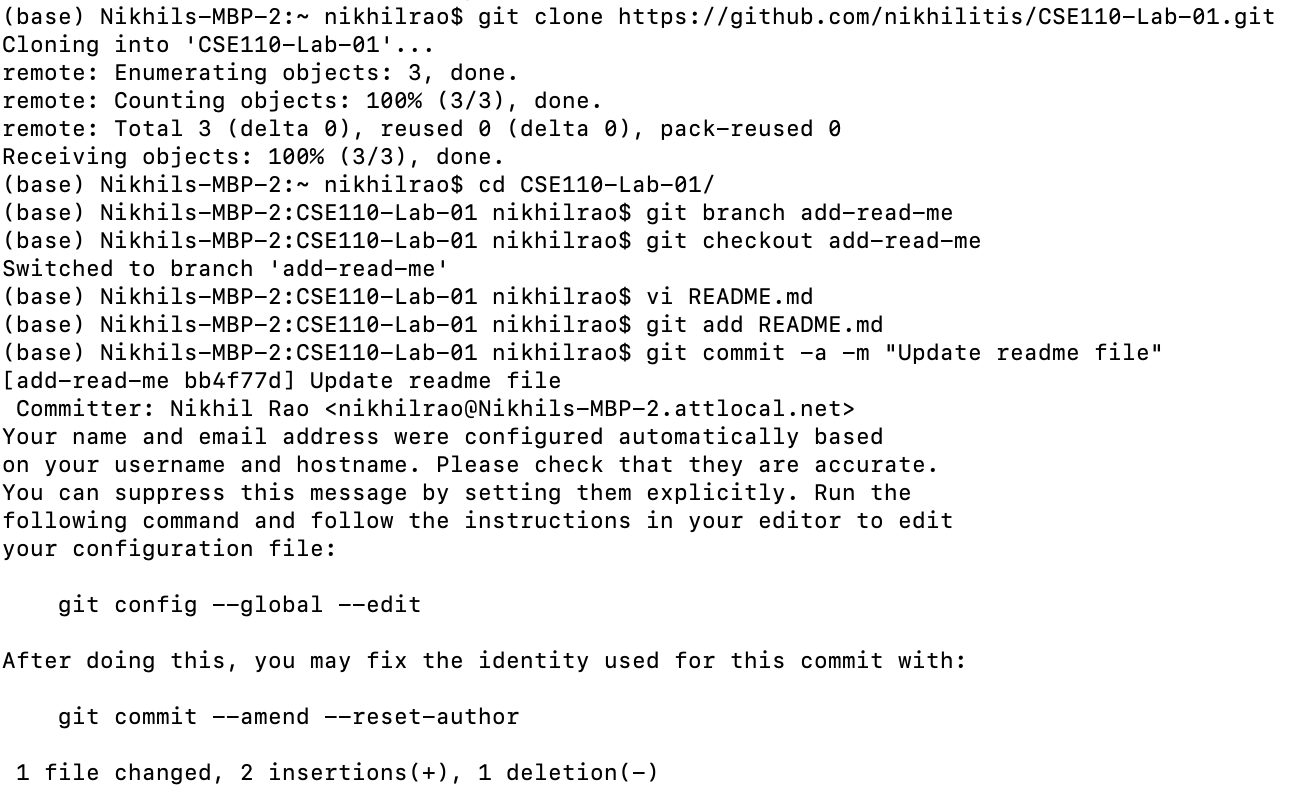 (base) Nikhils-MBP-2:~ nikhilrao$ git clone https://github.com/nikhilitis/CSE110-Lab-01.git
Cloning into 'CSE110-Lab-01'...
remote: Enumerating objects: 3, done.
remote: Counting objects: 100% (3/3), done.
remote: Total 3 (delta 0), reused 0 (delta 0), pack-reused 0
Receiving objects: 100% (3/3), done.
(base) Nikhils-MBP-2:~ nikhilrao$ cd CSE110-Lab-01/
(base) Nikhils-MBP-2:CSE110-Lab-01 nikhilrao$ git branch add-read-me
(base) Nikhils-MBP-2:CSE110-Lab-01 nikhilrao$ git checkout add-read-me
Switched to branch 'add-read-me'
(base) Nikhils-MBP-2:CSE110-Lab-01 nikhilrao$ vi README.md
(base) Nikhils-MBP-2:CSE110-Lab-01 nikhilrao$ git add README.md
(base) Nikhils-MBP-2:CSE110-Lab-01 nikhilrao$ git commit -a -m "Update readme file"
[add-read-me bb4f77d] Update readme file
 Committer: Nikhil Rao <nikhilrao@Nikhils-MBP-2.attlocal.net>
Your name and email address were configured automatically based
on your username and hostname. Please check that they are accurate.
You can suppress this message by setting them explicitly. Run the
following command and follow the instructions in your editor to edit
your configuration file:

    git config --global --edit

After doing this, you may fix the identity used for this commit with:

    git commit --amend --reset-author

 1 file changed, 2 insertions(+), 1 deletion(-)